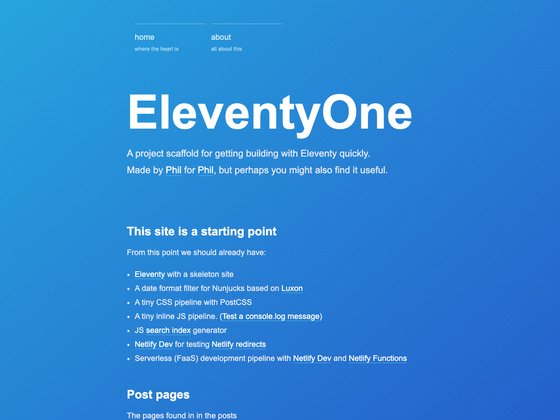 home
where the heart is
about
all about this
EleventyOne
A project scaffold for getting building with Eleventy quickly.
Made by Phil for Phil, but perhaps you might also find it useful.
This site is a starting point
From this point we should already have:
• Eleventy with a skeleton site
• A date format filter for Nunjucks based on Luxon
• A tiny CSS pipeline with PostCSS
• A tiny inline JS pipeline. (Test a console.log message)
• JS search index generator
• Netlify Dev for testing Netlify redirects
• Serverless (FaaS) development pipeline with Netlify Dev and Netlify Functions
Post pages
The pages found in in the posts